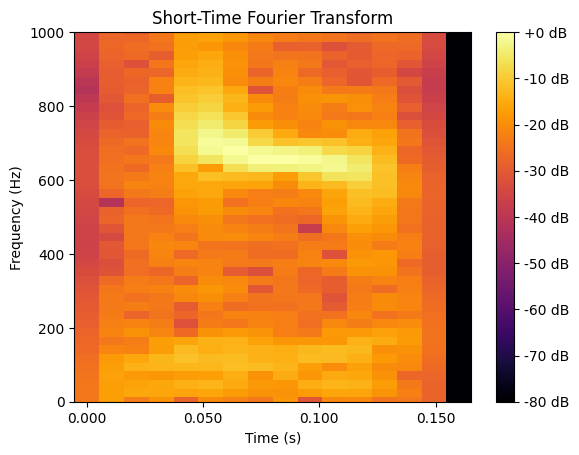 Short-Time Fourier Transform
1000
800
600
400
200
0
Frequency (Hz)
0.000
0.050
0.100
0.150
Time (s)
+0 dB
-10 dB
-20 dB
-30 dB
-40 dB
-50 dB
-60 dB
-70 dB
-80 dB